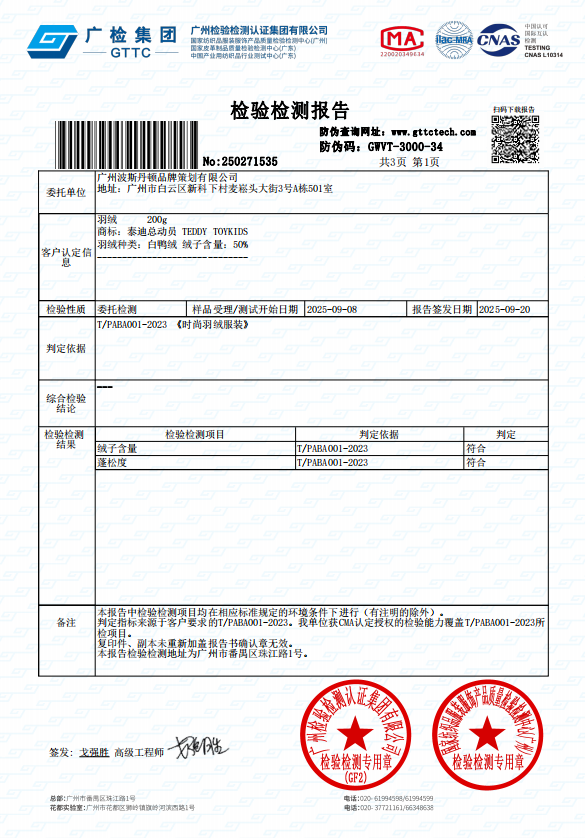 广检集团
GTTC
广州检验检测认证集团有限公司
国家纺织品服装服饰产品质量检验检测中心(广州)
国家皮革制品质量检验检测中心(广东)
中国产业用纺织品行业测试中心(广东)
MA
220020349634
ilac-MRA
CNAS
中国认可
国际互认
检测
TESTING
CNAS L10314
检验检测报告
扫码下载报告
防伪查询网址：www.gttctech.com
防伪码：GWVT-3000-34
No:250271535
共3页 第1页
委托单位
广州波斯丹顿品牌策划有限公司
地址：广州市白云区新科下村麦崧头大街3号A栋501室
客户认定信息
羽绒 200g
商标：泰迪总动员 TEDDY TOYKIDS
羽绒种类：白鸭绒 绒子含量：50%
------------------------------
检验性质 委托检测 样品受理/测试开始日期 2025-09-08 报告签发日期 2025-09-20
判定依据
T/PABA001-2023 《时尚羽绒服装》
综合检验结论
---
检验检测结果
检验检测项目 判定依据 判定
绒子含量 T/PABA001-2023 符合
蓬松度 T/PABA001-2023 符合
备注
本报告中检验检测项目均在相应标准规定的环境条件下进行（有注明的除外）。
判定指标来源于客户要求的T/PABA001-2023。我单位获CMA认定授权的检验能力覆盖T/PABA001-2023所
检项目。
复印件、副本未重新加盖报告书确认章无效。
本报告检验检测地址为广州市番禺区珠江路1号。
签发：戈强胜 高级工程师
广州检验检测认证集团有限公司
检验检测专用章
(GF2)
国家纺织品服装服饰产品质量检验检测中心(广州)
检验检测专用章
总部:广州市番禺区珠江路1号
花都实验室:广州市花都区狮岭镇旗岭河滨西路1号
电话:020- 61994598/61994599
电话:020- 37721161/66348638